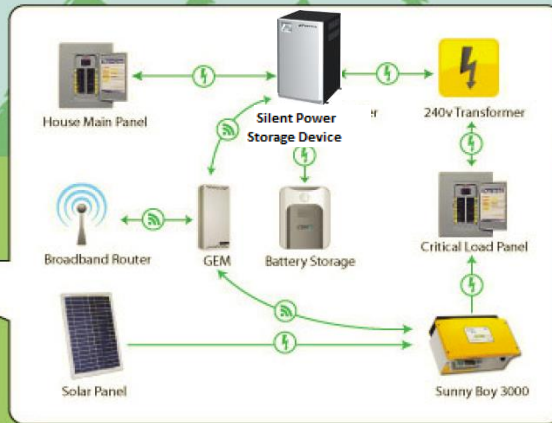 House Main Panel
Silent Power
Storage Device
240v Transformer
Broadband Router
GEM
Battery Storage
Critical Load Panel
Solar Panel
Sunny Boy 3000